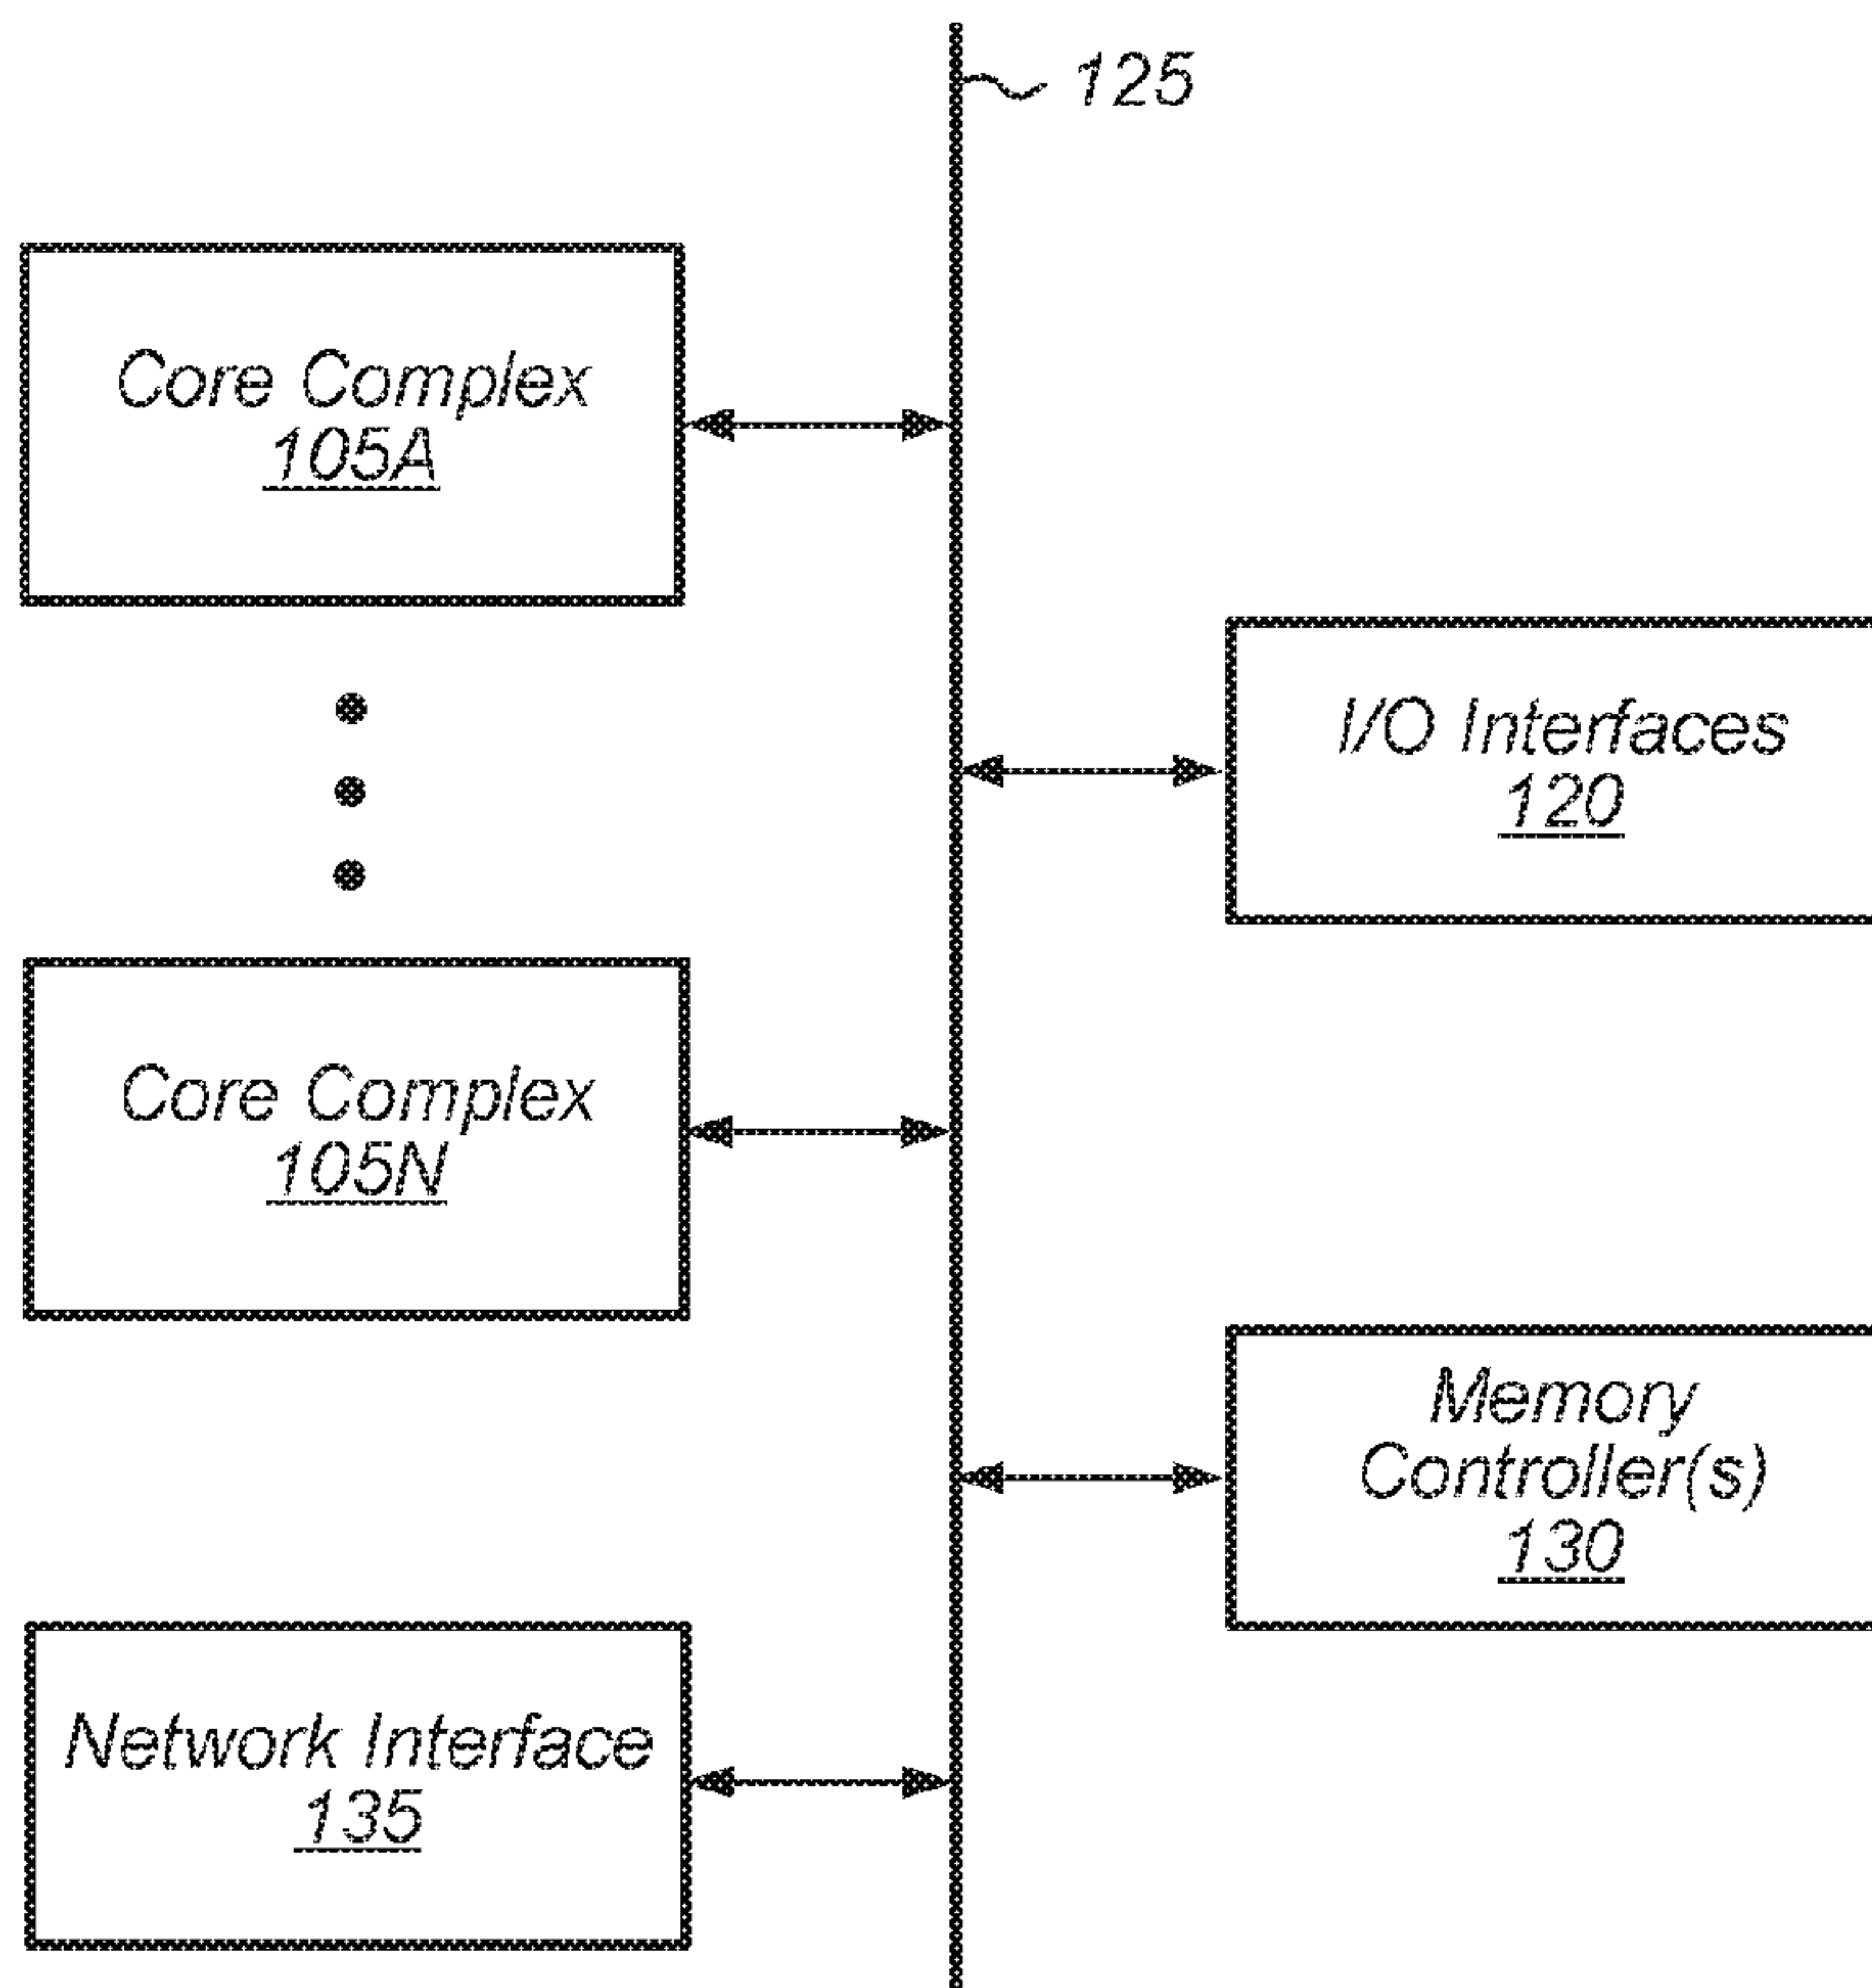 125
Core Complex
105A
I/O Interfaces
120
Core Complex
105N
Memory
Controller(s)
130
Network Interface
135